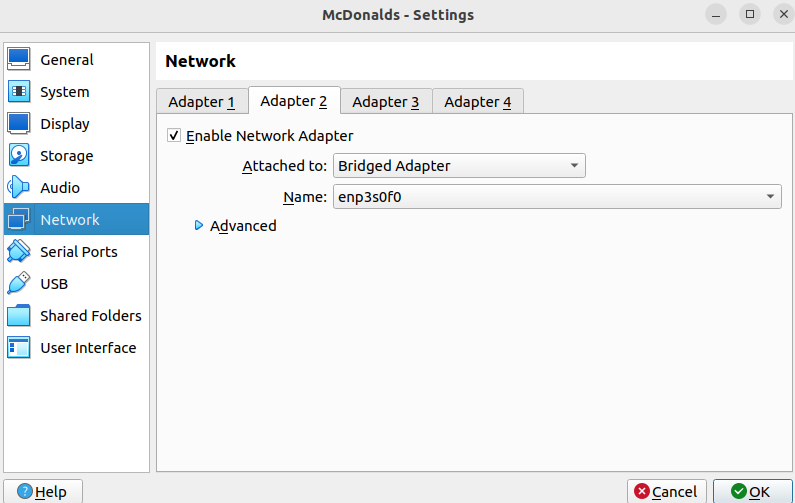 McDonalds - Settings
General
System
Display
Storage
Audio
Network
Serial Ports
USB
Shared Folders
User Interface
Network
Adapter 1 Adapter 2 Adapter 3 Adapter 4
Enable Network Adapter
Attached to: Bridged Adapter
Name: enp3s0f0
Advanced
Help Cancel OK